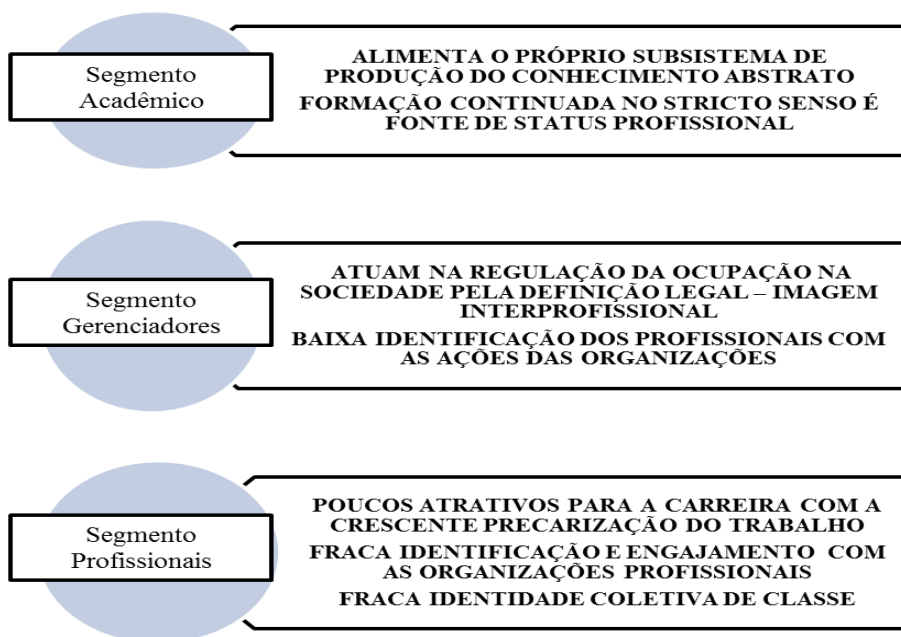 Segmento
Acadêmico
ALIMENTA O PRÓPRIO SUBSISTEMA DE
PRODUÇÃO DO CONHECIMENTO ABSTRATO
FORMAÇÃO CONTINUADA NO STRICTO SENSO É
FONTE DE STATUS PROFISSIONAL
Segmento
Gerenciadores
ATUAM NA REGULAÇÃO DA OCUPAÇÃO NA
SOCIEDADE PELA DEFINIÇÃO LEGAL – IMAGEM
INTERPROFISSIONAL
BAIXA IDENTIFICAÇÃO DOS PROFISSIONAIS COM
AS AÇÕES DAS ORGANIZAÇÕES
Segmento
Profissionais
POUCOS ATRATIVOS PARA A CARREIRA COM A
CRESCENTE PRECARIZAÇÃO DO TRABALHO
FRACA IDENTIFICAÇÃO E ENGAJAMENTO COM
AS ORGANIZAÇÕES PROFISSIONAIS
FRACA IDENTIDADE COLETIVA DE CLASSE